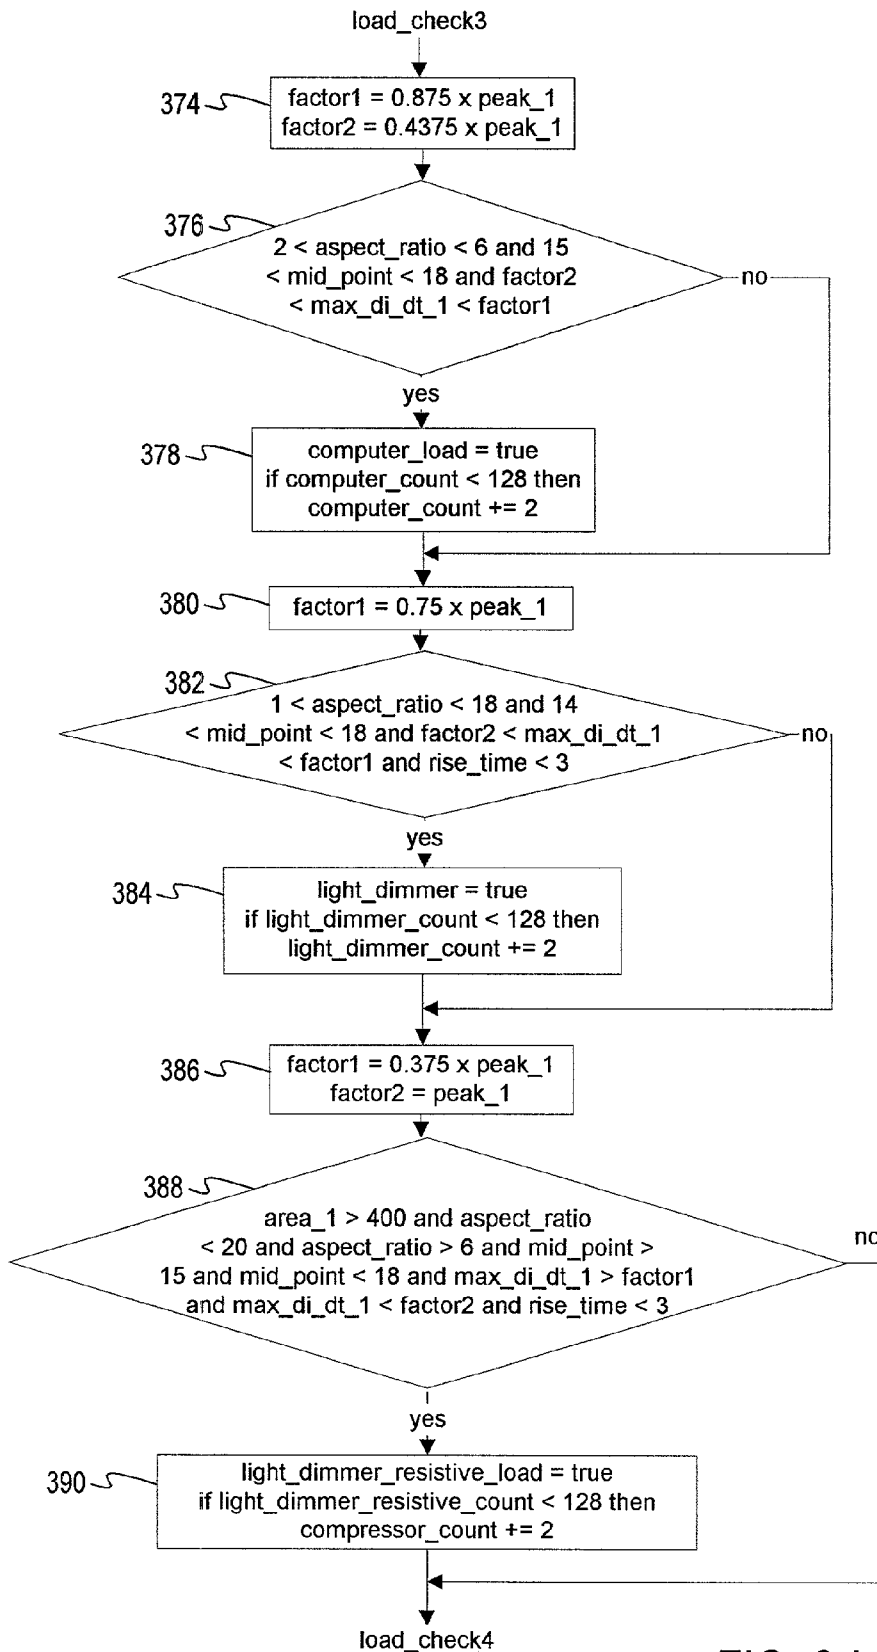 load_check3
374
factor1 = 0.875 x peak_1
factor2 = 0.4375 x peak_1
376
2 < aspect_ratio < 6 and 15
< mid_point < 18 and factor2
< max_di_dt_1 < factor1
no
yes
378
computer_load = true
if computer_count < 128 then
computer_count += 2
380
factor1 = 0.75 x peak_1
382
1 < aspect_ratio < 18 and 14
< mid_point < 18 and factor2 < max_di_dt_1
< factor1 and rise_time < 3
no
yes
384
light_dimmer = true
if light_dimmer_count < 128 then
light_dimmer_count += 2
386
factor1 = 0.375 x peak_1
factor2 = peak_1
388
area_1 > 400 and aspect_ratio
< 20 and aspect_ratio > 6 and mid_point >
15 and mid_point < 18 and max_di_dt_1 > factor1
and max_di_dt_1 < factor2 and rise_time < 3
no
yes
390
light_dimmer_resistive_load = true
if light_dimmer_resistive_count < 128 then
compressor_count += 2
load_check4